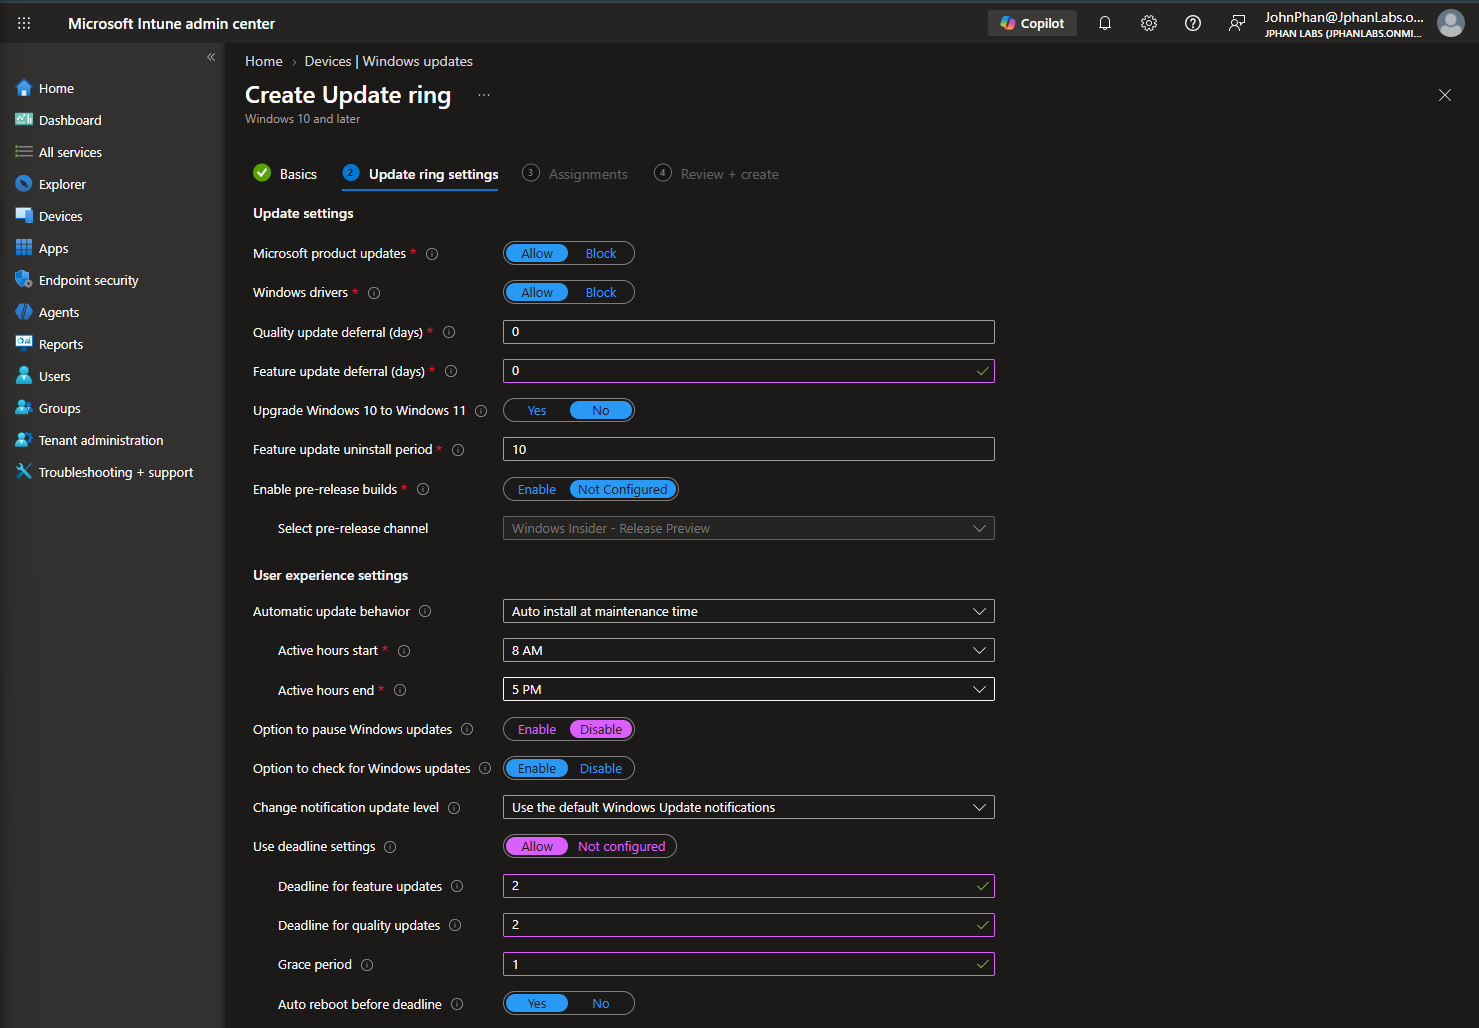 Microsoft Intune admin center
Copilot
JohnPhan@JphanLabs.o...
JPHAN LABS (JPHANLABS.ONMI...
«
Home
Dashboard
All services
Explorer
Devices
Apps
Endpoint security
Agents
Reports
Users
Groups
Tenant administration
Troubleshooting + support
Home > Devices | Windows updates
Create Update ring ...
Windows 10 and later
Basics
2 Update ring settings
3 Assignments
4 Review + create
Update settings
Microsoft product updates * Allow Block
Windows drivers * Allow Block
Quality update deferral (days) * 0
Feature update deferral (days) * 0
Upgrade Windows 10 to Windows 11 Yes No
Feature update uninstall period * 10
Enable pre-release builds * Enable Not Configured
Select pre-release channel Windows Insider - Release Preview
User experience settings
Automatic update behavior Auto install at maintenance time
Active hours start * 8 AM
Active hours end * 5 PM
Option to pause Windows updates Enable Disable
Option to check for Windows updates Enable Disable
Change notification update level Use the default Windows Update notifications
Use deadline settings Allow Not configured
Deadline for feature updates 2
Deadline for quality updates 2
Grace period 1
Auto reboot before deadline Yes No